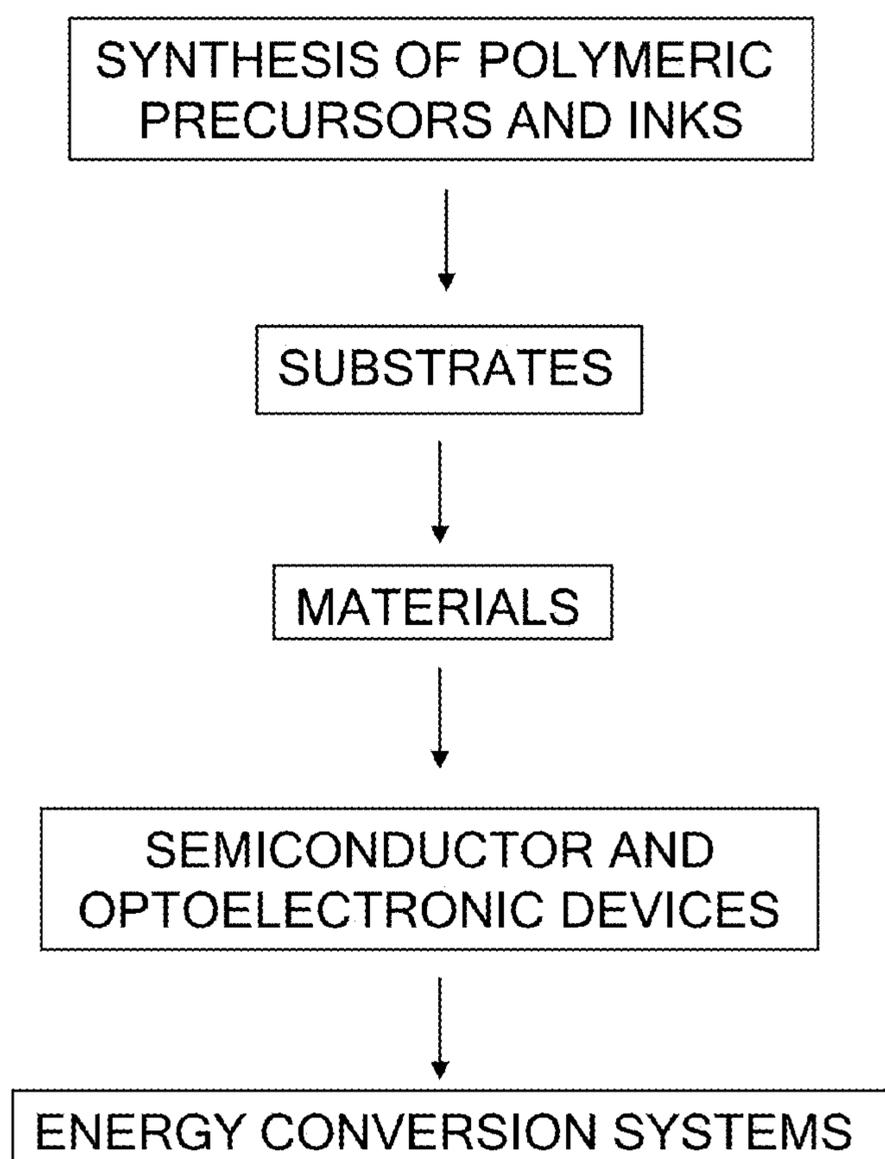 SYNTHESIS OF POLYMERIC
PRECURSORS AND INKS
SUBSTRATES
MATERIALS
SEMICONDUCTOR AND
OPTOELECTRONIC DEVICES
ENERGY CONVERSION SYSTEMS